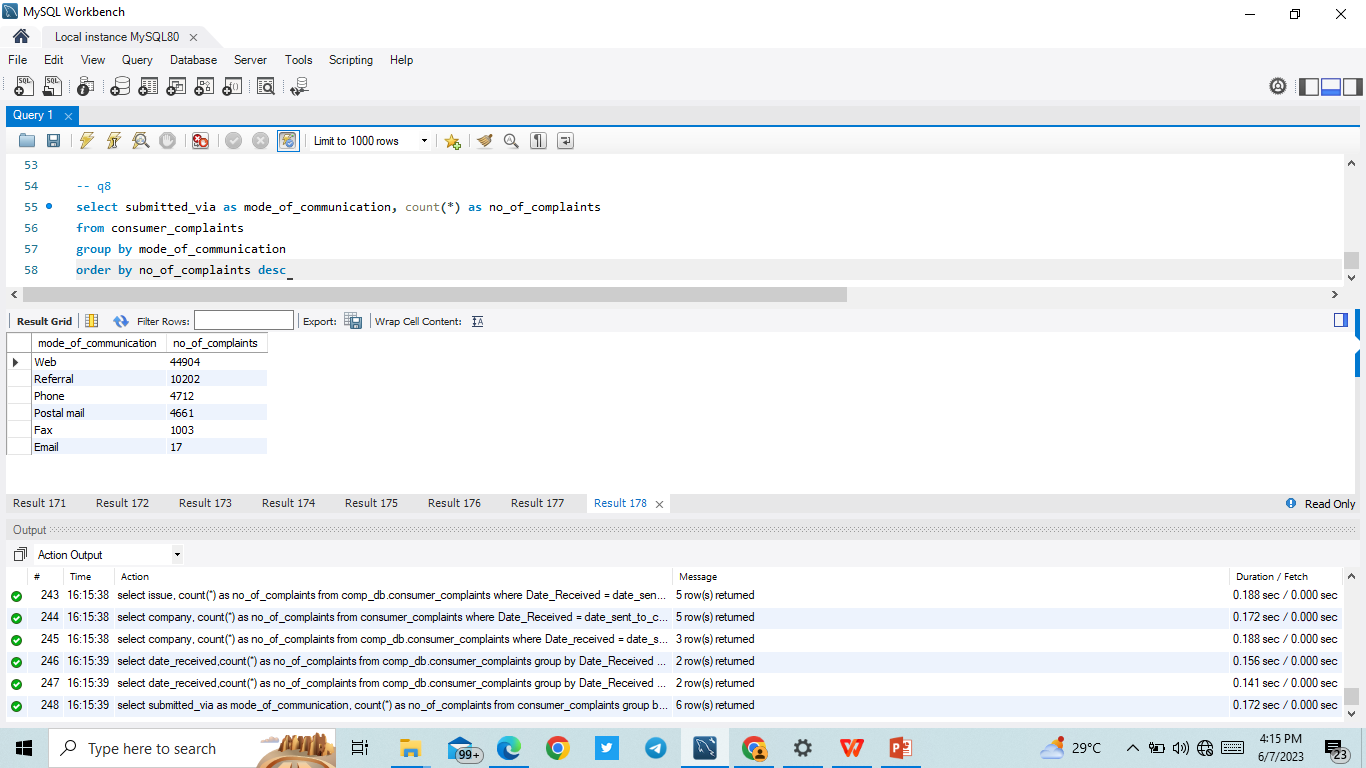 MySQL Workbench
Local instance MySQL80
File Edit View Query Database Server Tools Scripting Help
Query 1
Limit to 1000 rows
53
54 -- q8
55 select submitted_via as mode_of_communication, count(*) as no_of_complaints
56 from consumer_complaints
57 group by mode_of_communication
58 order by no_of_complaints desc
Result Grid Filter Rows: Export: Wrap Cell Content:
mode_of_communication no_of_complaints
Web 44904
Referral 10202
Phone 4712
Postal mail 4661
Fax 1003
Email 17
Result 171 Result 172 Result 173 Result 174 Result 175 Result 176 Result 177 Result 178 Read Only
Output
Action Output
# Time Action Message Duration / Fetch
243 16:15:38 select issue, count(*) as no_of_complaints from comp_db.consumer_complaints where Date_Received = date_sen... 5 row(s) returned 0.188 sec / 0.000 sec
244 16:15:38 select company, count(*) as no_of_complaints from consumer_complaints where Date_Received = date_sent_to_c... 5 row(s) returned 0.172 sec / 0.000 sec
245 16:15:38 select company, count(*) as no_of_complaints from comp_db.consumer_complaints where Date_received = date_s... 3 row(s) returned 0.188 sec / 0.000 sec
246 16:15:39 select date_received,count(*) as no_of_complaints from comp_db.consumer_complaints group by Date_Received ... 2 row(s) returned 0.156 sec / 0.000 sec
247 16:15:39 select date_received,count(*) as no_of_complaints from comp_db.consumer_complaints group by Date_Received ... 2 row(s) returned 0.141 sec / 0.000 sec
248 16:15:39 select submitted_via as mode_of_communication, count(*) as no_of_complaints from consumer_complaints group b... 6 row(s) returned 0.172 sec / 0.000 sec
Type here to search
99+
29°C
4:15 PM
6/7/2023
23